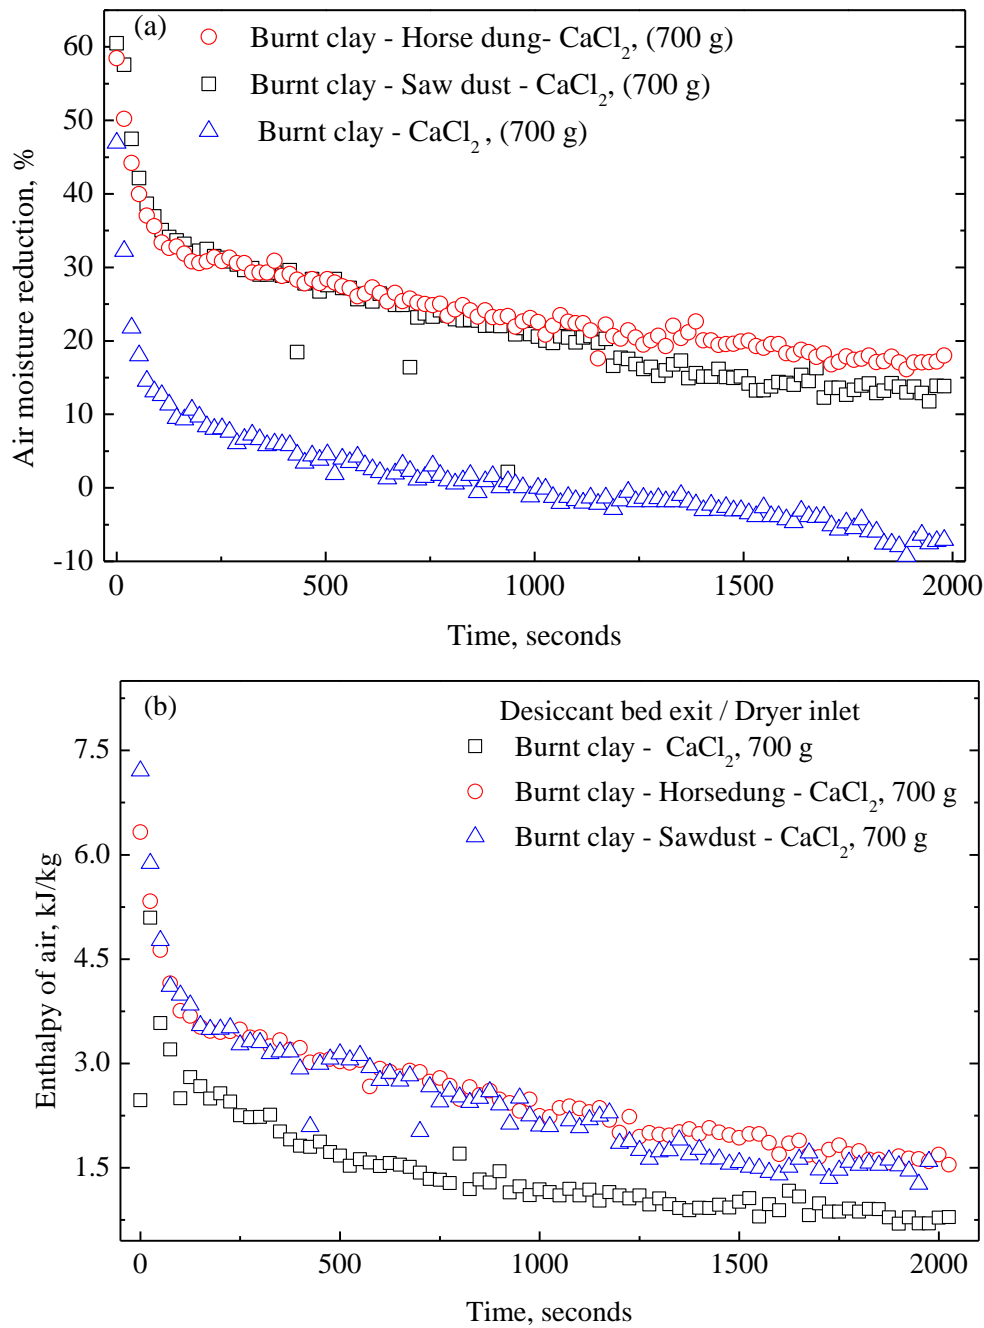 (a)
Burnt clay - Horse dung- CaCl₂, (700 g)
Burnt clay - Saw dust - CaCl₂, (700 g)
Burnt clay - CaCl₂ , (700 g)
Air moisture reduction, %
60
50
40
30
20
10
0
-10
0 500 1000 1500 2000
Time, seconds
(b)
Desiccant bed exit / Dryer inlet
Burnt clay - CaCl₂, 700 g
Burnt clay - Horsedung - CaCl₂, 700 g
Burnt clay - Sawdust - CaCl₂, 700 g
Enthalpy of air, kJ/kg
7.5
6.0
4.5
3.0
1.5
0 500 1000 1500 2000
Time, seconds